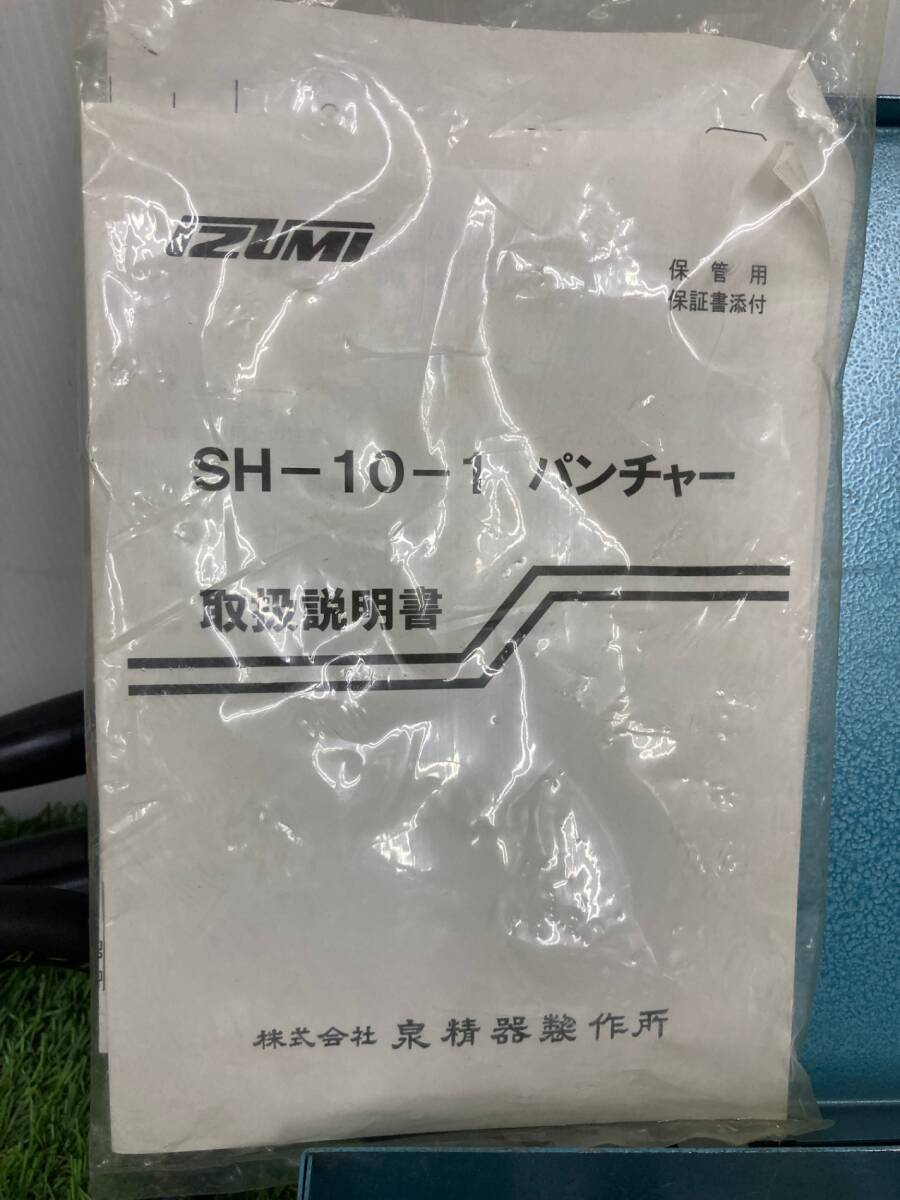 IZUMI
保管用
保証書添付
SH-10-1 パンチャー
取扱説明書
株式会社 泉精器製作所